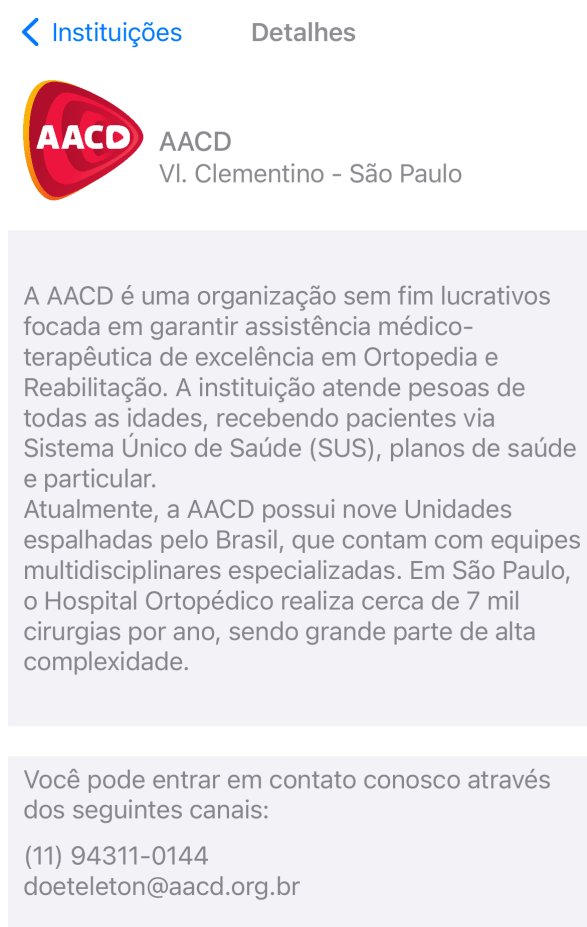 Instituições
Detalhes
AACD
AACD
Vl. Clementino - São Paulo
A AACD é uma organização sem fim lucrativos
focada em garantir assistência médico-
terapêutica de excelência em Ortopedia e
Reabilitação. A instituição atende pesoas de
todas as idades, recebendo pacientes via
Sistema Único de Saúde (SUS), planos de saúde
e particular.
Atualmente, a AACD possui nove Unidades
espalhadas pelo Brasil, que contam com equipes
multidisciplinares especializadas. Em São Paulo,
o Hospital Ortopédico realiza cerca de 7 mil
cirurgias por ano, sendo grande parte de alta
complexidade.
Você pode entrar em contato conosco através
dos seguintes canais:
(11) 94311-0144
doeteleton@aacd.org.br